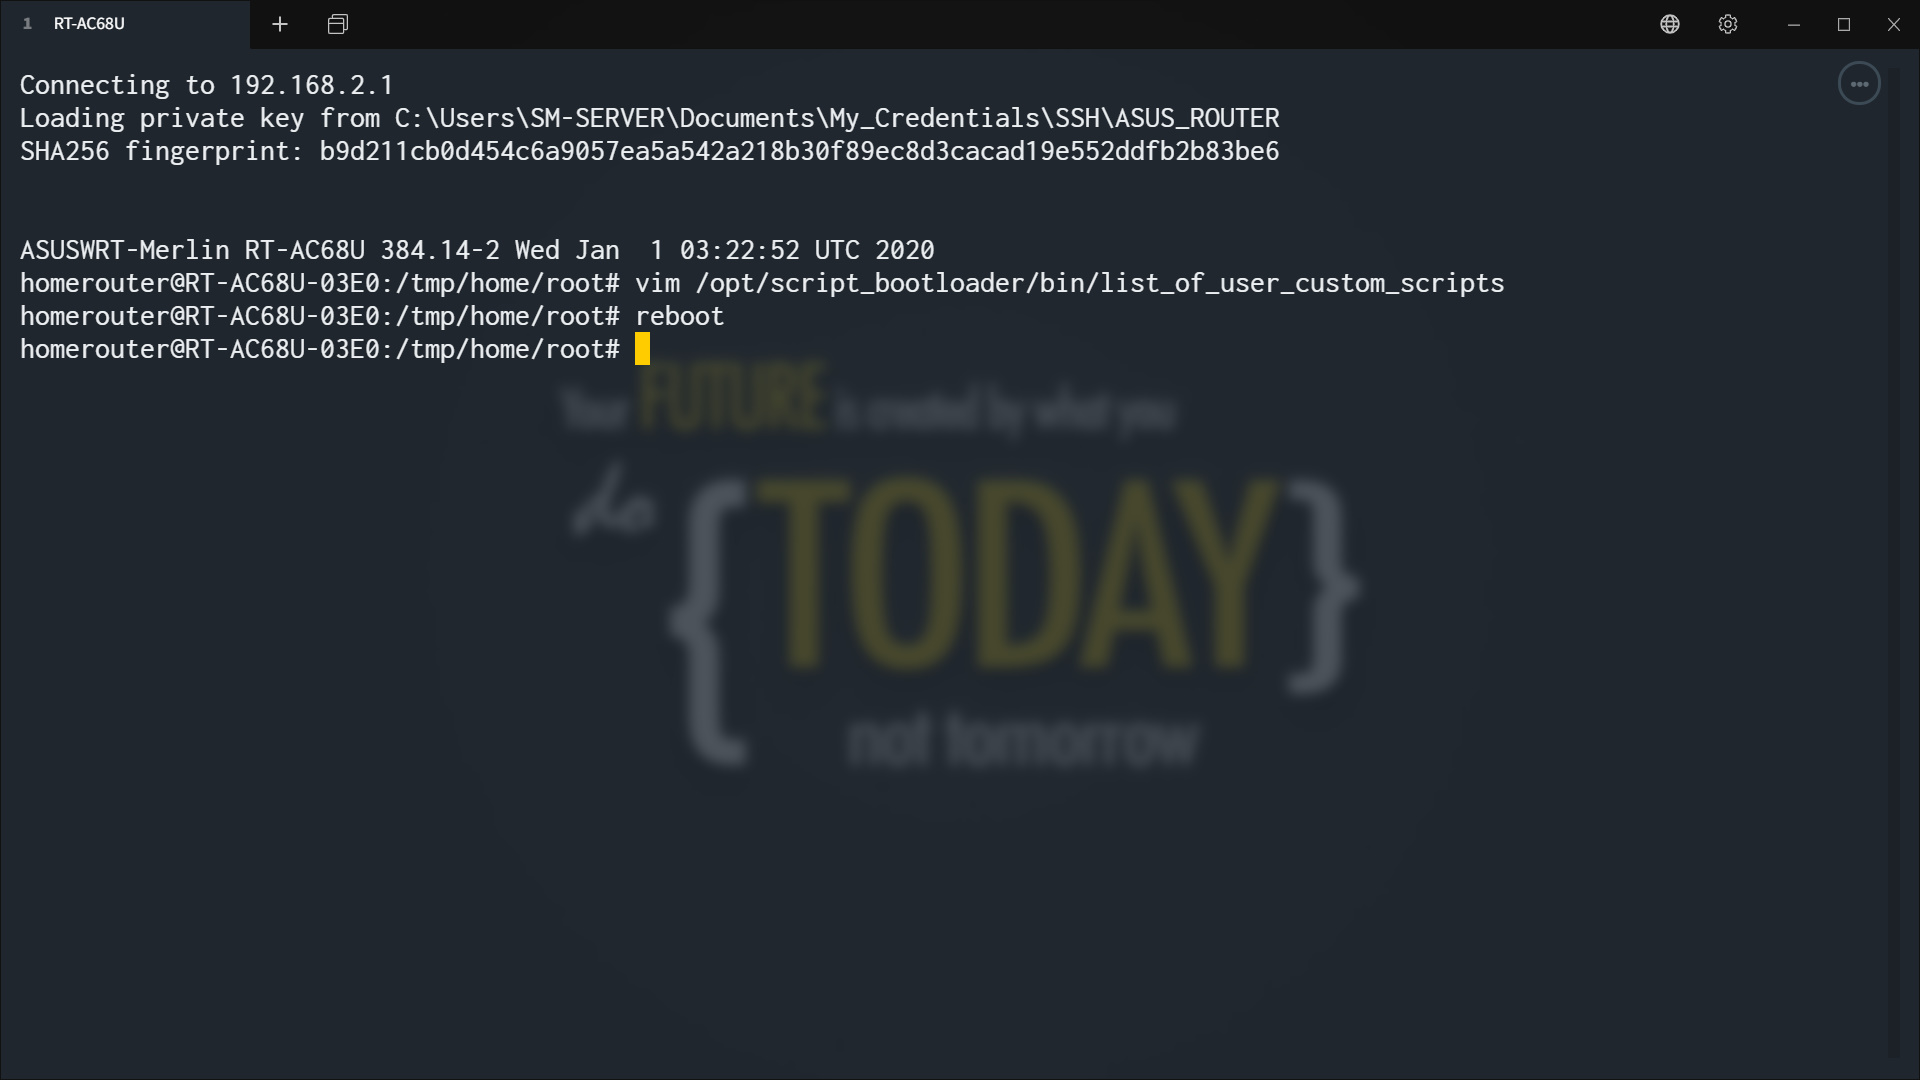 1 RT-AC68U
Connecting to 192.168.2.1
Loading private key from C:\Users\SM-SERVER\Documents\My_Credentials\SSH\ASUS_ROUTER
SHA256 fingerprint: b9d211cb0d454c6a9057ea5a542a218b30f89ec8d3cacad19e552ddfb2b83be6
ASUSWRT-Merlin RT-AC68U 384.14-2 Wed Jan  1 03:22:52 UTC 2020
homerouter@RT-AC68U-03E0:/tmp/home/root# vim /opt/script_bootloader/bin/list_of_user_custom_scripts
homerouter@RT-AC68U-03E0:/tmp/home/root# reboot
homerouter@RT-AC68U-03E0:/tmp/home/root#
Your FUTURE is created by what you
do {TODAY}
not tomorrow